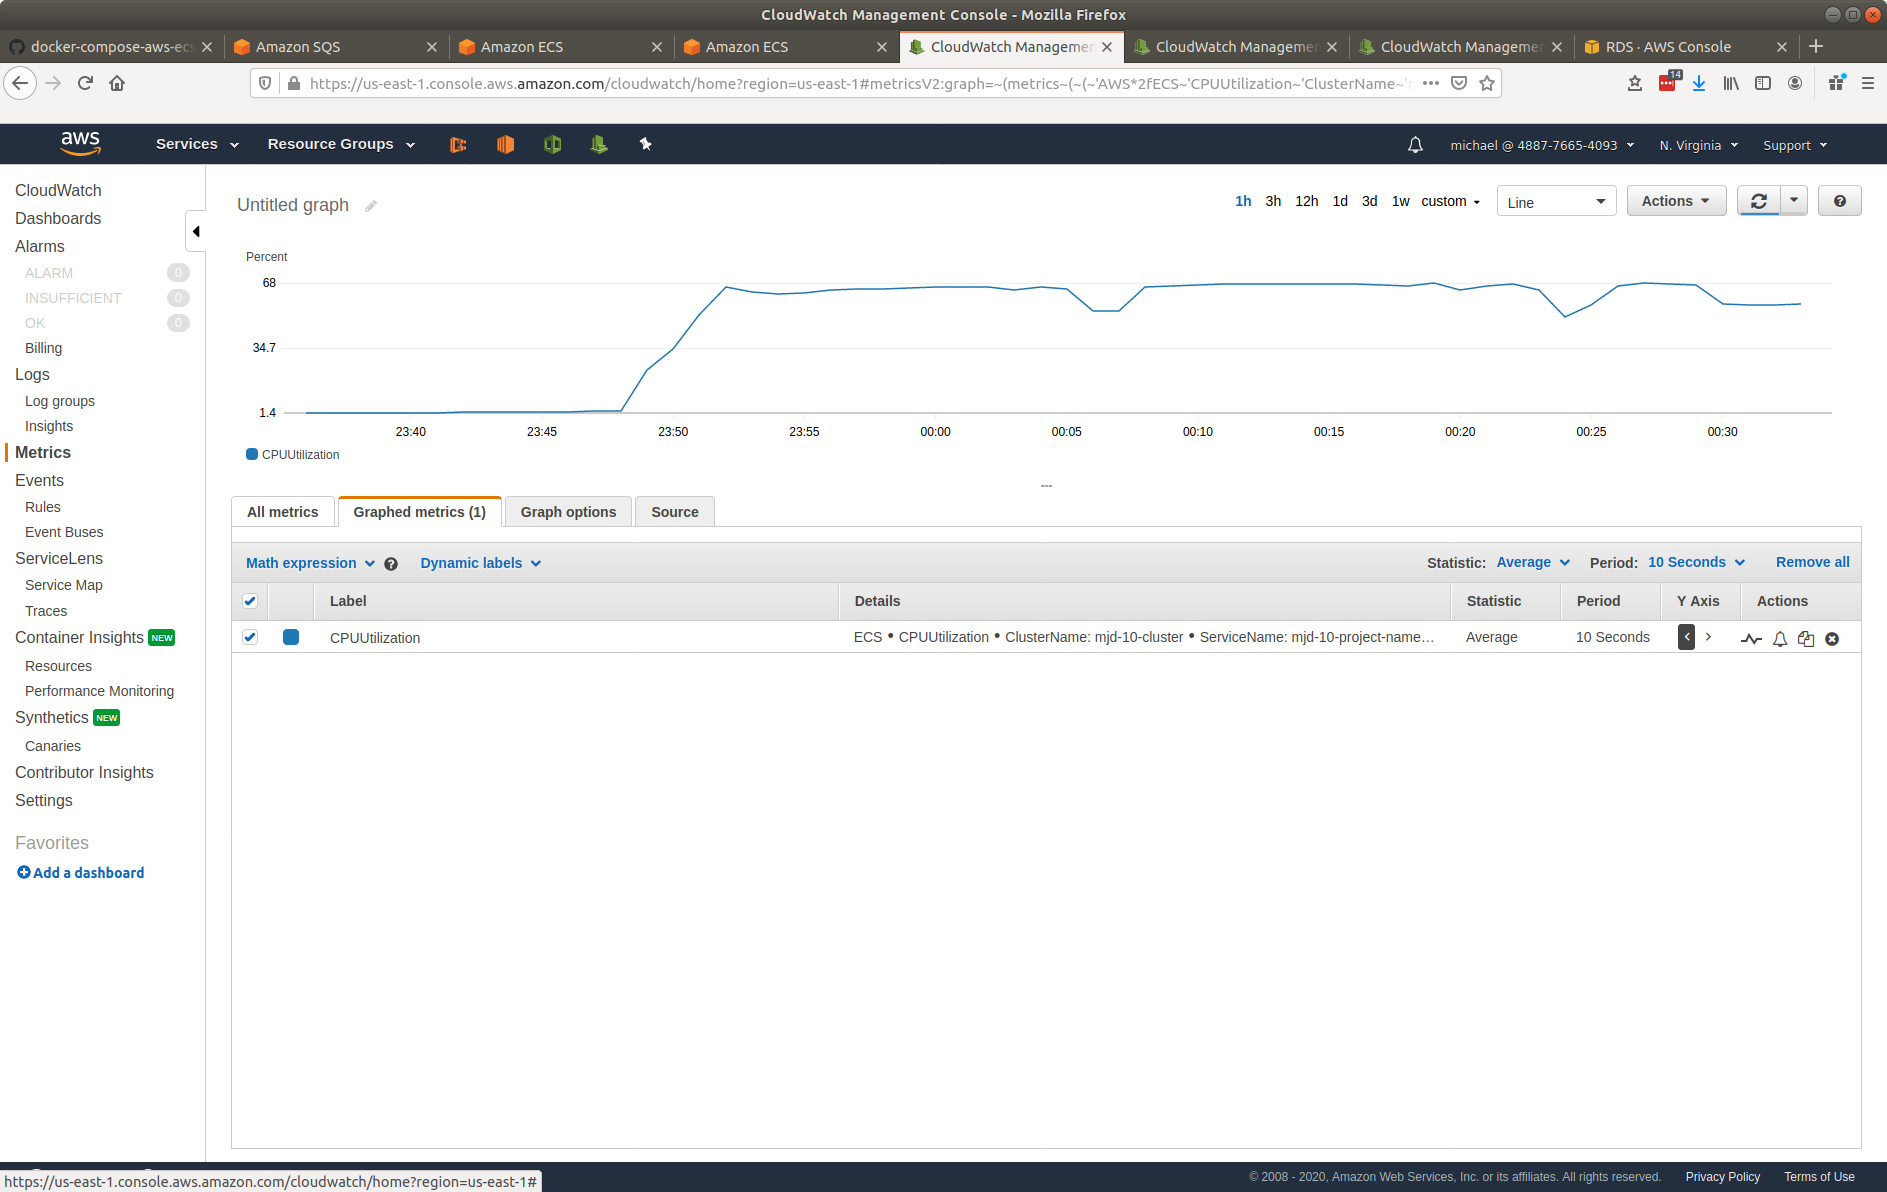 CloudWatch Management Console - Mozilla Firefox
docker-compose-aws-ecs
Amazon SQS
Amazon ECS
Amazon ECS
CloudWatch Managemen
CloudWatch Managemen
CloudWatch Managemen
RDS · AWS Console
https://us-east-1.console.aws.amazon.com/cloudwatch/home?region=us-east-1#metricsV2:graph=~(metrics~(~(~'AWS*2fECS~'CPUUtilization~'ClusterName~'
14
aws
Services
Resource Groups
michael @ 4887-7665-4093
N. Virginia
Support
CloudWatch
Dashboards
Alarms
ALARM 0
INSUFFICIENT 0
OK 0
Billing
Logs
Log groups
Insights
Metrics
Events
Rules
Event Buses
ServiceLens
Service Map
Traces
Container Insights NEW
Resources
Performance Monitoring
Synthetics NEW
Canaries
Contributor Insights
Settings
Favorites
Add a dashboard
Untitled graph
1h 3h 12h 1d 3d 1w custom
Line
Actions
Percent
68
34.7
1.4
23:40 23:45 23:50 23:55 00:00 00:05 00:10 00:15 00:20 00:25 00:30
CPUUtilization
All metrics
Graphed metrics (1)
Graph options
Source
Math expression
Dynamic labels
Statistic: Average
Period: 10 Seconds
Remove all
Label Details Statistic Period Y Axis Actions
CPUUtilization ECS • CPUUtilization • ClusterName: mjd-10-cluster • ServiceName: mjd-10-project-name… Average 10 Seconds
https://us-east-1.console.aws.amazon.com/cloudwatch/home?region=us-east-1#
© 2008 - 2020, Amazon Web Services, Inc. or its affiliates. All rights reserved.
Privacy Policy
Terms of Use